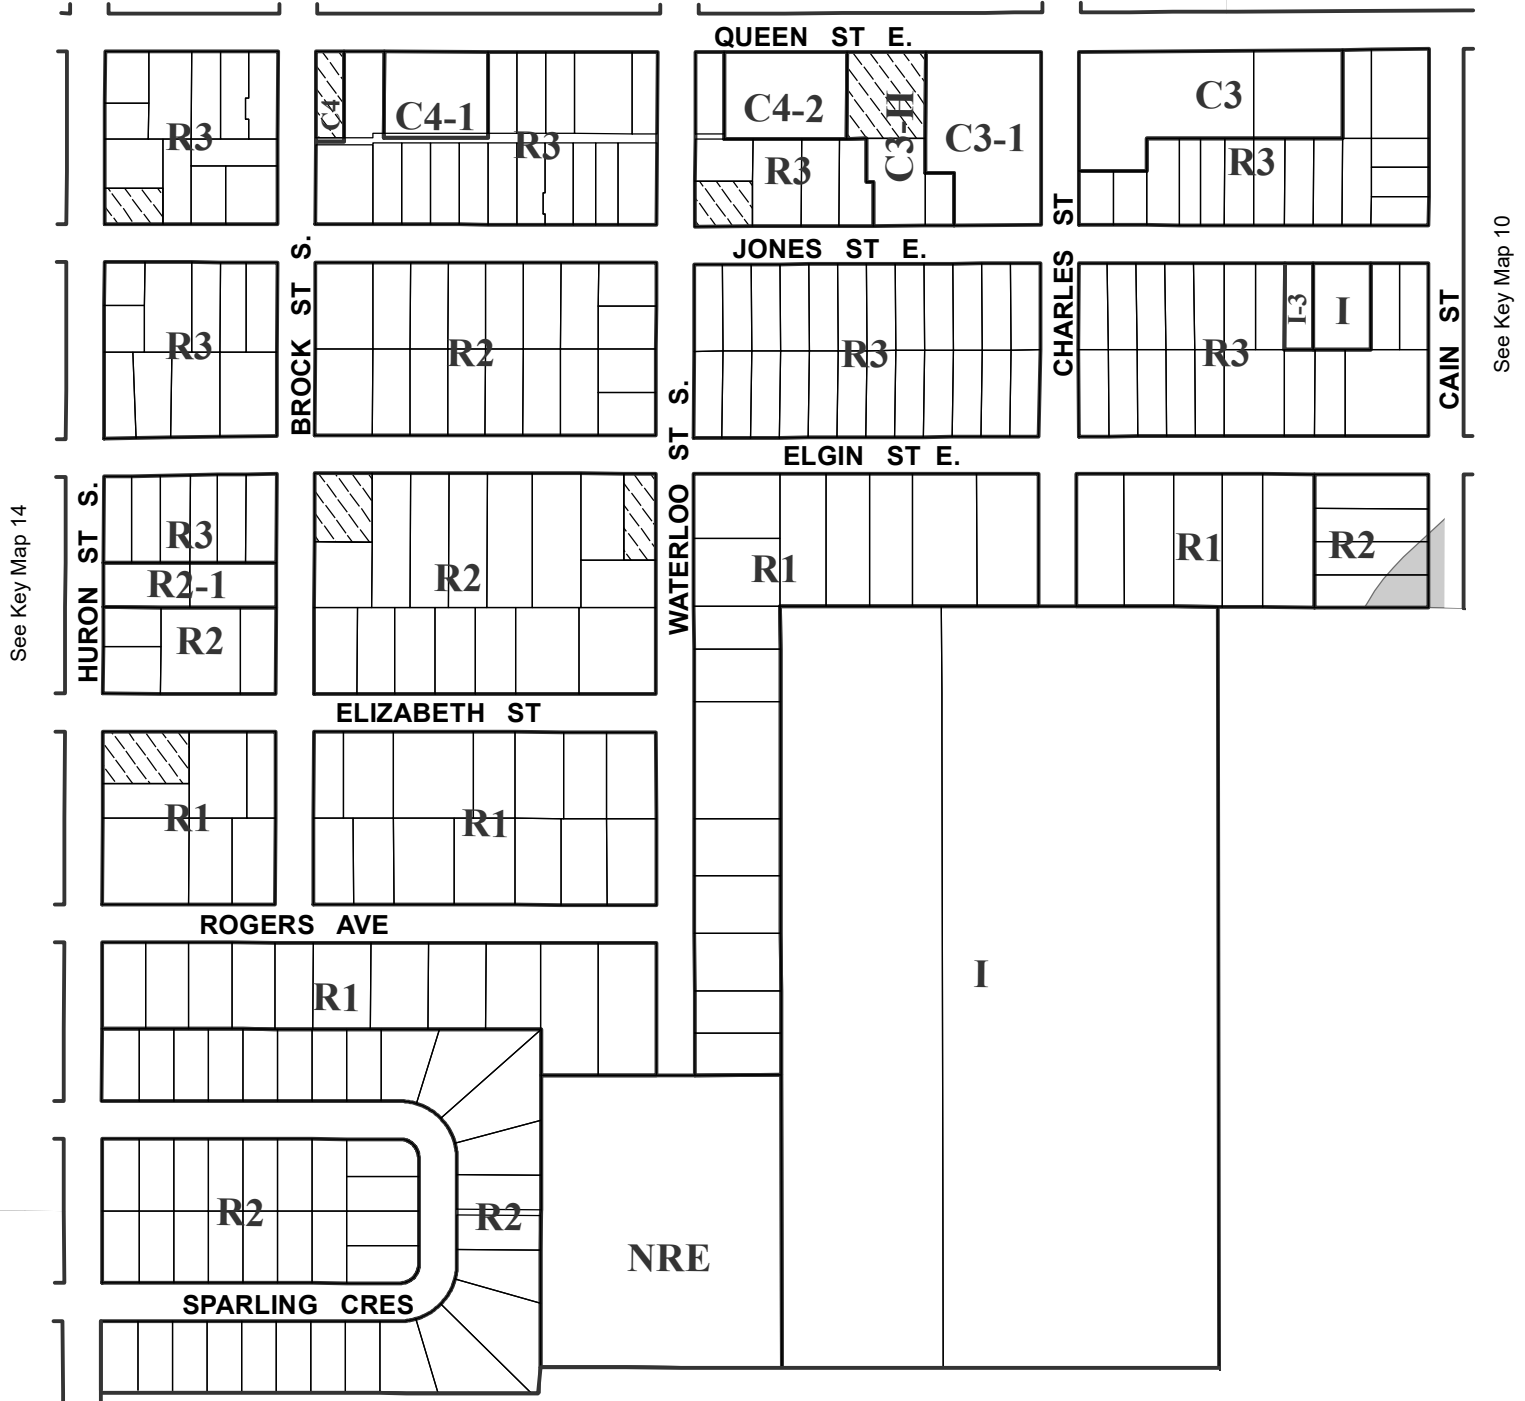 QUEEN ST E.
R3
C4
C4-1
R3
C4-2
C3-H
C3-1
R3
C3
R3
JONES ST E.
BROCK ST S.
CHARLES ST
CAIN ST
See Key Map 10
R3
R2
R3
R3
I-3
I
WATERLOO ST S.
ELGIN ST E.
See Key Map 14
HURON ST S.
R3
R2-1
R2
R2
R1
R1
R2
ELIZABETH ST
R1
R1
ROGERS AVE
R1
I
R2
R2
NRE
SPARLING CRES